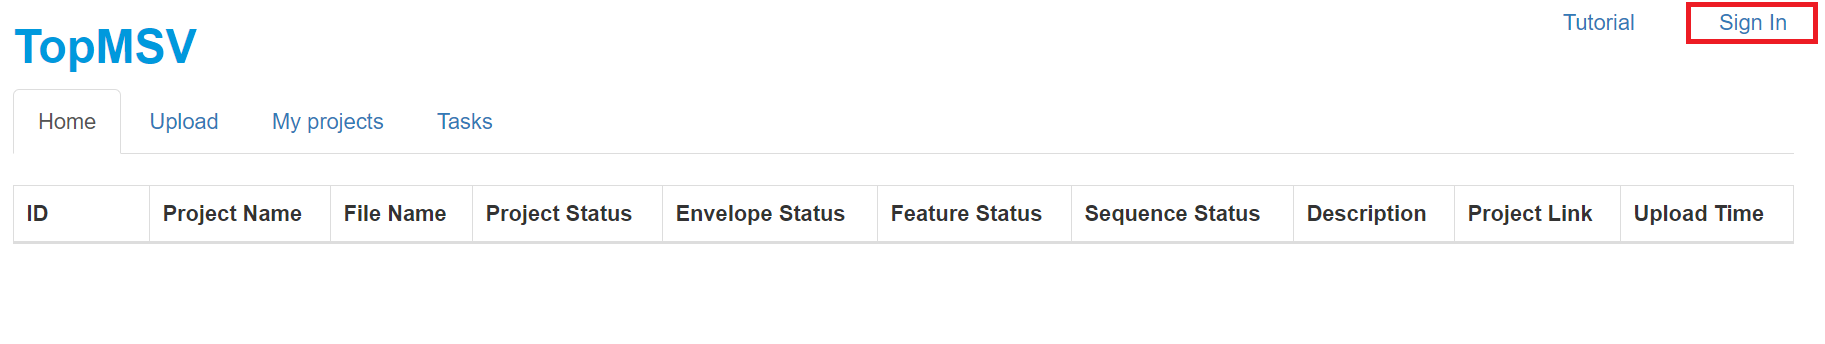 Tutorial Sign In
TopMSV
Home Upload My projects Tasks
ID Project Name File Name Project Status Envelope Status Feature Status Sequence Status Description Project Link Upload Time